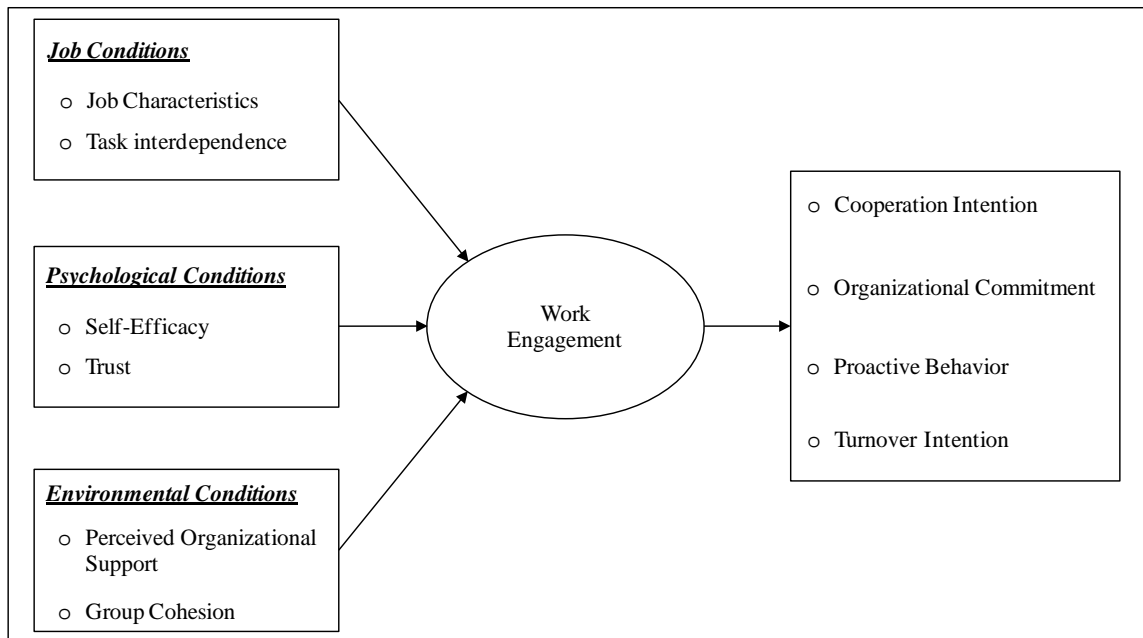 Job Conditions
o Job Characteristics
o Task interdependence
Psychological Conditions
o Self-Efficacy
o Trust
Environmental Conditions
o Perceived Organizational
Support
o Group Cohesion
Work
Engagement
o Cooperation Intention
o Organizational Commitment
o Proactive Behavior
o Turnover Intention